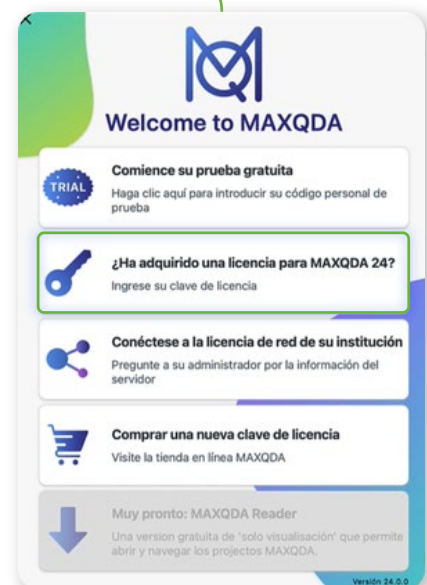 Welcome to MAXQDA
TRIAL
Comience su prueba gratuita
Haga clic aquí para introducir su código personal de
prueba
¿Ha adquirido una licencia para MAXQDA 24?
Ingrese su clave de licencia
Conéctese a la licencia de red de su institución
Pregunte a su administrador por la información del
servidor
Comprar una nueva clave de licencia
Visite la tienda en línea MAXQDA
Muy pronto: MAXQDA Reader
Una version gratuita de 'solo visualisación' que permite
abrir y navegar los projectos MAXQDA.
Versión 24.0.0